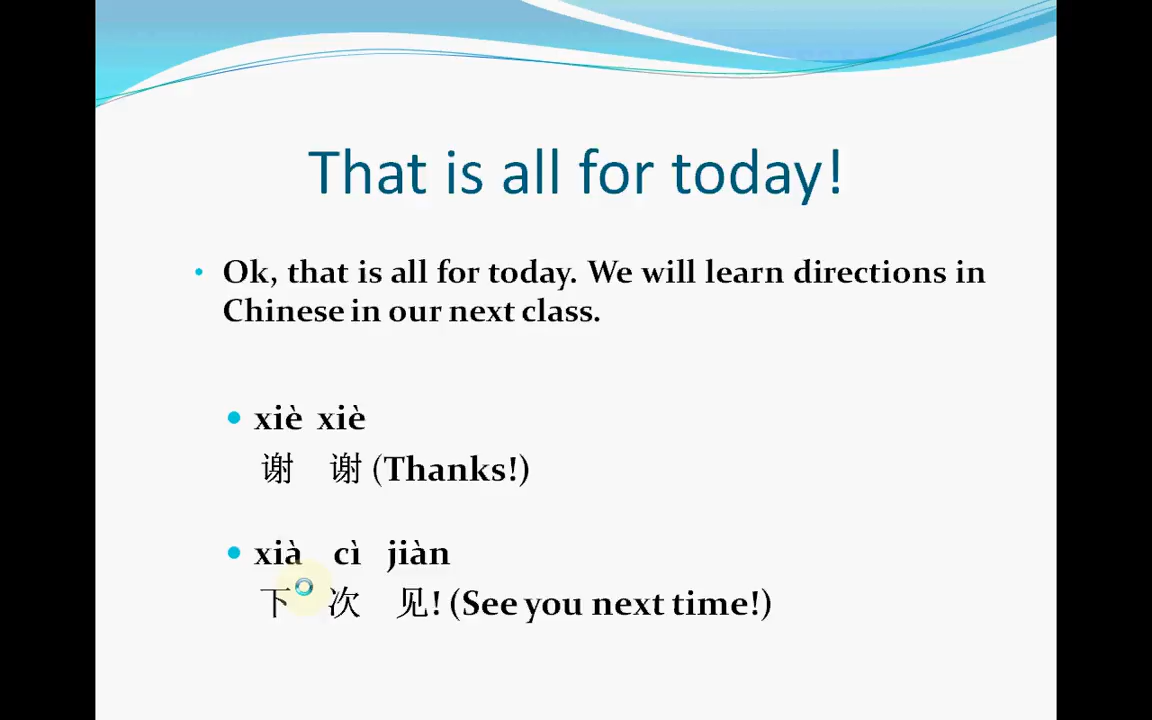 That is all for today!
• Ok, that is all for today. We will learn directions in
Chinese in our next class.
• xiè xiè
谢 谢 (Thanks!)
• xià cì jiàn
下 次 见! (See you next time!)